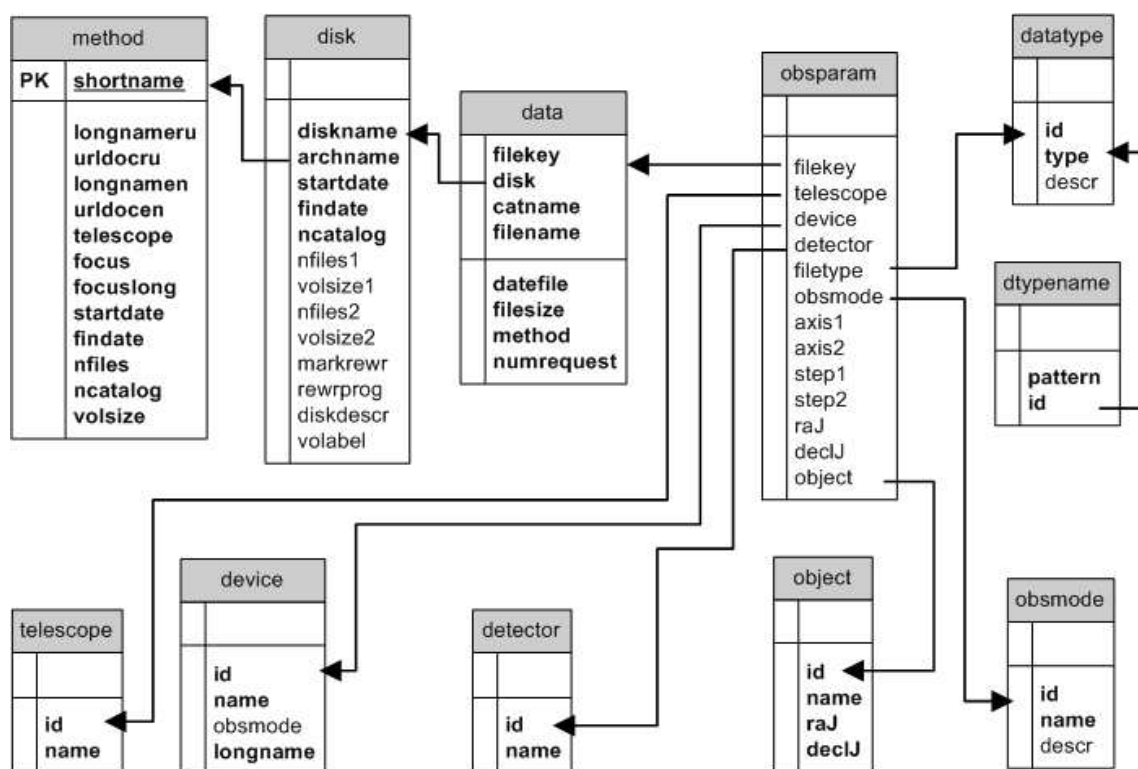 method
PK shortname
longnameru
urldocru
longnamen
urldocen
telescope
focus
focuslong
startdate
findate
nfiles
ncatalog
volsize
disk
diskname
archname
startdate
findate
ncatalog
nfiles1
volsize1
nfiles2
volsize2
markrewr
rewrprog
diskdescr
volabel
data
filekey
disk
catname
filename
datefile
filesize
method
numrequest
obsparam
filekey
telescope
device
detector
filetype
obsmode
axis1
axis2
step1
step2
raJ
declJ
object
datatype
id
type
descr
dtypename
pattern
id
telescope
id
name
device
id
name
obsmode
longname
detector
id
name
object
id
name
raJ
declJ
obsmode
id
name
descr